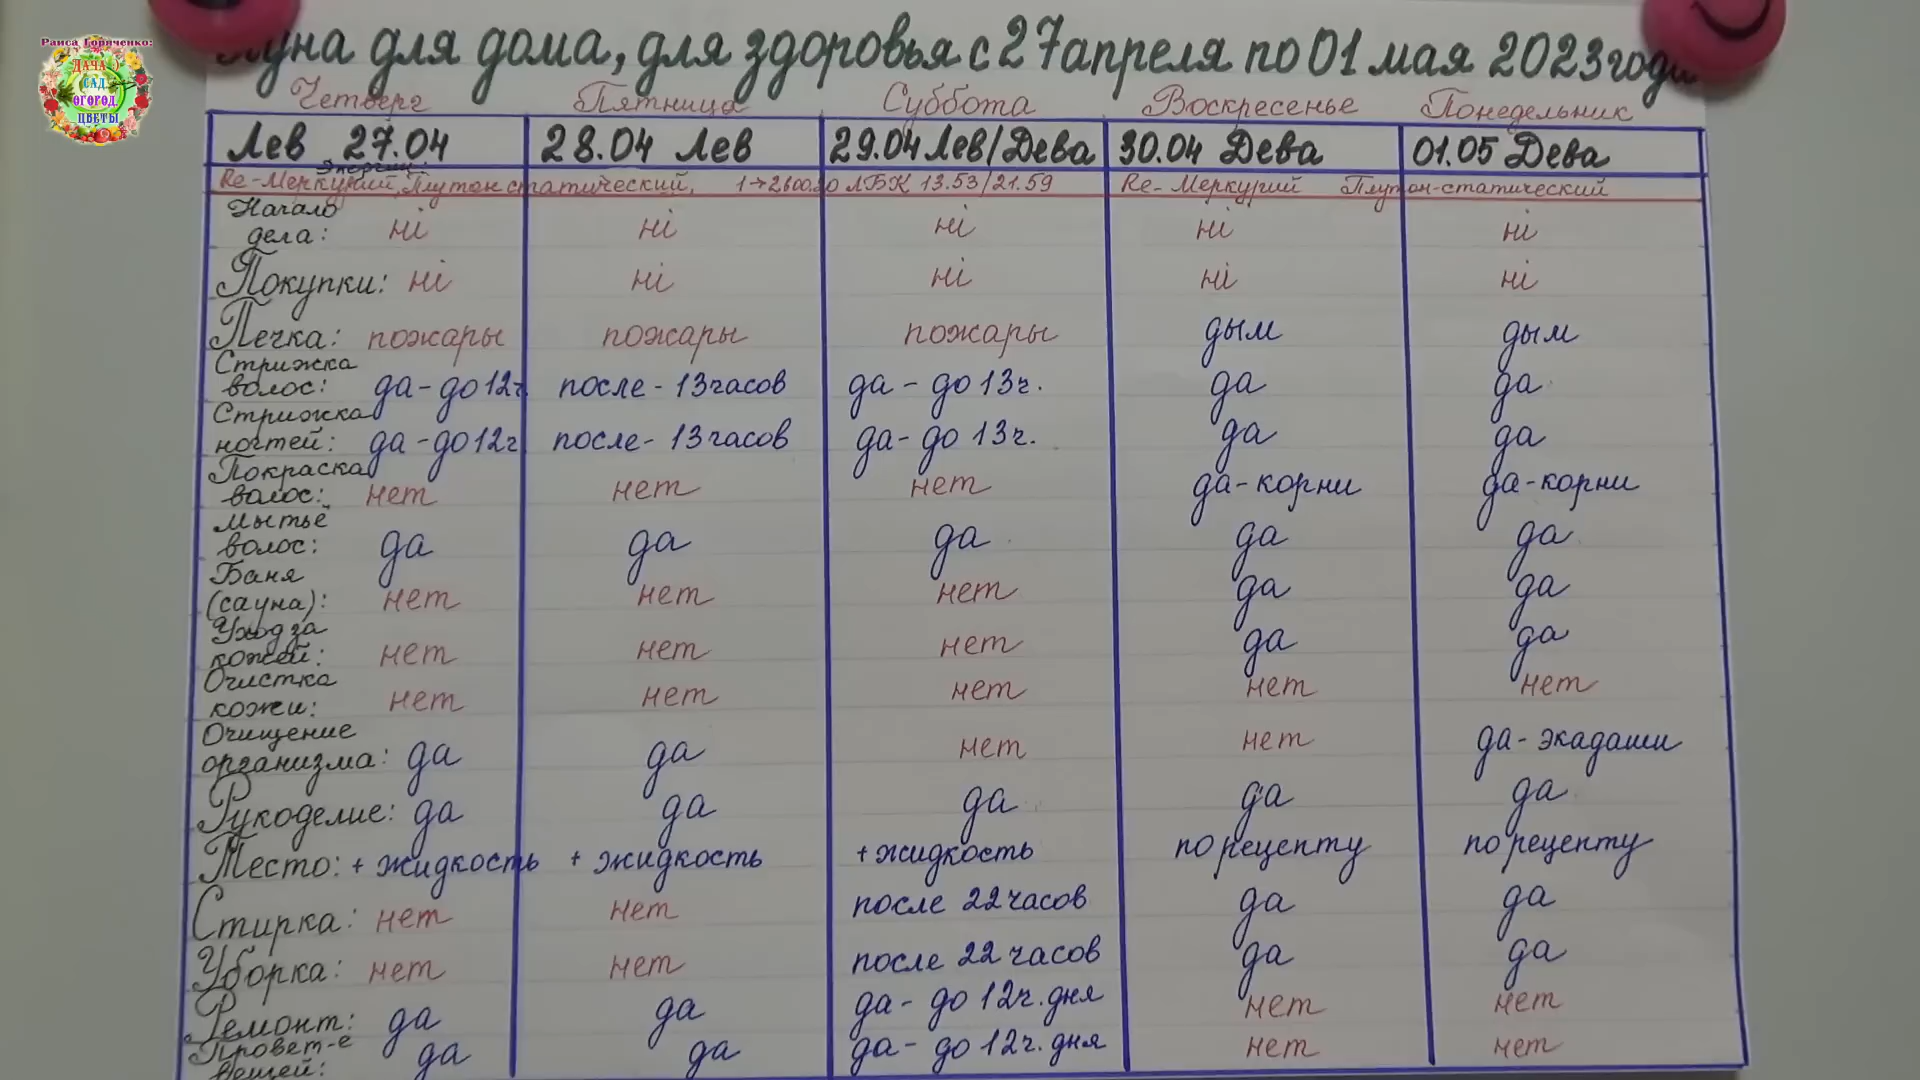 Раиса Горяченко:
ДАЧА
САД,
ОГОРОД,
ЦВЕТЫ
Луна для дома, для здоровья с 27 апреля по 01 мая 2023 года
Четверг Пятница Суббота Воскресенье Понедельник
Лев 27.04 28.04 Лев 29.04 Лев/Дева 30.04 Дева 01.05 Дева
Re-Меркурий, Плутон статический, ЛБК 13.53/21.59 Re- Меркурий Плутон-статический
Начало
дела: ні ні ні ні ні
Покупки: ні ні ні ні ні
Печка: пожары пожары пожары дым дым
Стрижка
волос: да - до 12ч после - 13 часов да - до 13ч. да да
Стрижка
ногтей: да - до 12ч после - 13 часов да - до 13ч. да да
Покраска
волос: нет нет нет да - корни да - корни
Мытьё
волос: да да да да да
Баня
(сауна): нет нет нет да да
Уход за
кожей: нет нет нет да да
Очистка
кожи: нет нет нет нет нет
Очищение
организма: да да нет нет да - экадаши
Рукоделие: да да да да да
Тесто: + жидкость + жидкость + жидкость по рецепту по рецепту
Стирка: нет нет после 22 часов да да
Уборка: нет нет после 22 часов да да
Ремонт: да да да - до 12ч. дня нет нет
Провет-е
вещей: да да да - до 12ч. дня нет нет